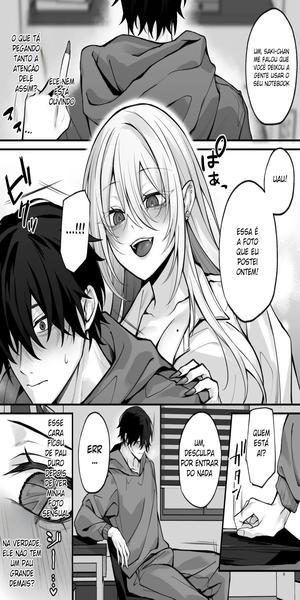 UM, SAKI-CHAN
ME FALOU QUE
VOCÊ DEIXOU A
GENTE USAR O
SEU NOTEBOOK
O QUE TÁ
PEGANDO
TANTO A
ATENÇÃO
DELE
ASSIM?
ELE NEM
ESTÁ
OUVINDO
ぱあ
UAU!
ESSA É
A FOTO
QUE EU
POSTEI
ONTEM!
...!!!
QUEM
ESTÁ
AI?
UM,
DESCULPA
POR ENTRAR
DO NADA
ERR
...
ESSE
CARA FICOU
DE PAU
DURO DEPOIS
DE VER
MINHA
FOTO
SENSUAL
NA VERDADE,
ELE NÃO TEM
UM PAU
GRANDE
DEMAIS?